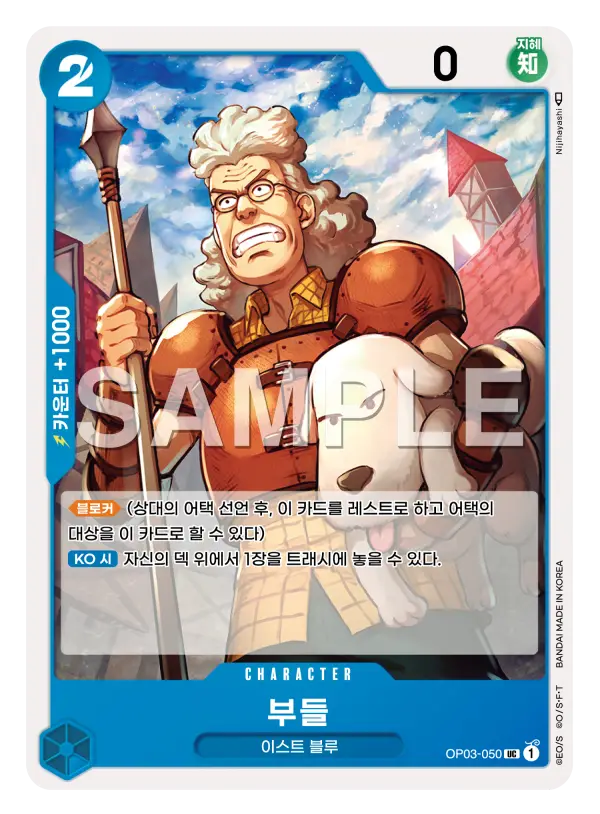 2
0
지혜
知
Nijihayashi
카운터 +1000
SAMPLE
블로커 (상대의 어택 선언 후, 이 카드를 레스트로 하고 어택의
대상을 이 카드로 할 수 있다)
KO 시 자신의 덱 위에서 1장을 트래시에 놓을 수 있다.
CHARACTER
부들
이스트 블루
OP03-050 UC 1
©EO/S ©O/S·F·T BANDAI MADE IN KOREA